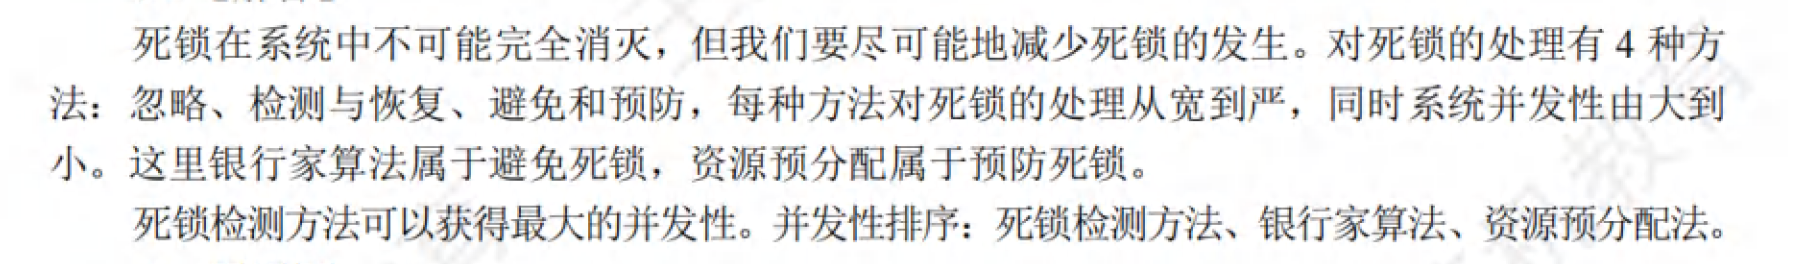 死锁在系统中不可能完全消灭，但我们要尽可能地减少死锁的发生。对死锁的处理有 4 种方
法：忽略、检测与恢复、避免和预防，每种方法对死锁的处理从宽到严，同时系统并发性由大到
小。这里银行家算法属于避免死锁，资源预分配属于预防死锁。
死锁检测方法可以获得最大的并发性。并发性排序：死锁检测方法、银行家算法、资源预分配法。